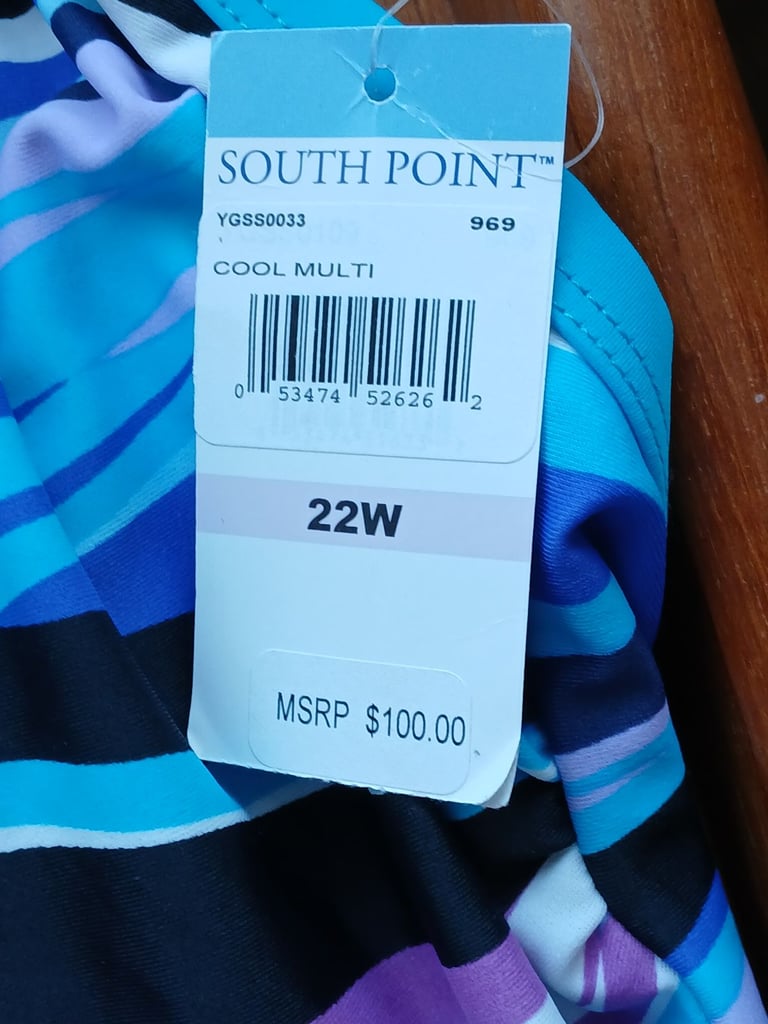 SOUTH POINT™
YGSS0033 969
COOL MULTI
0 53474 52626 2
22W
MSRP $100.00